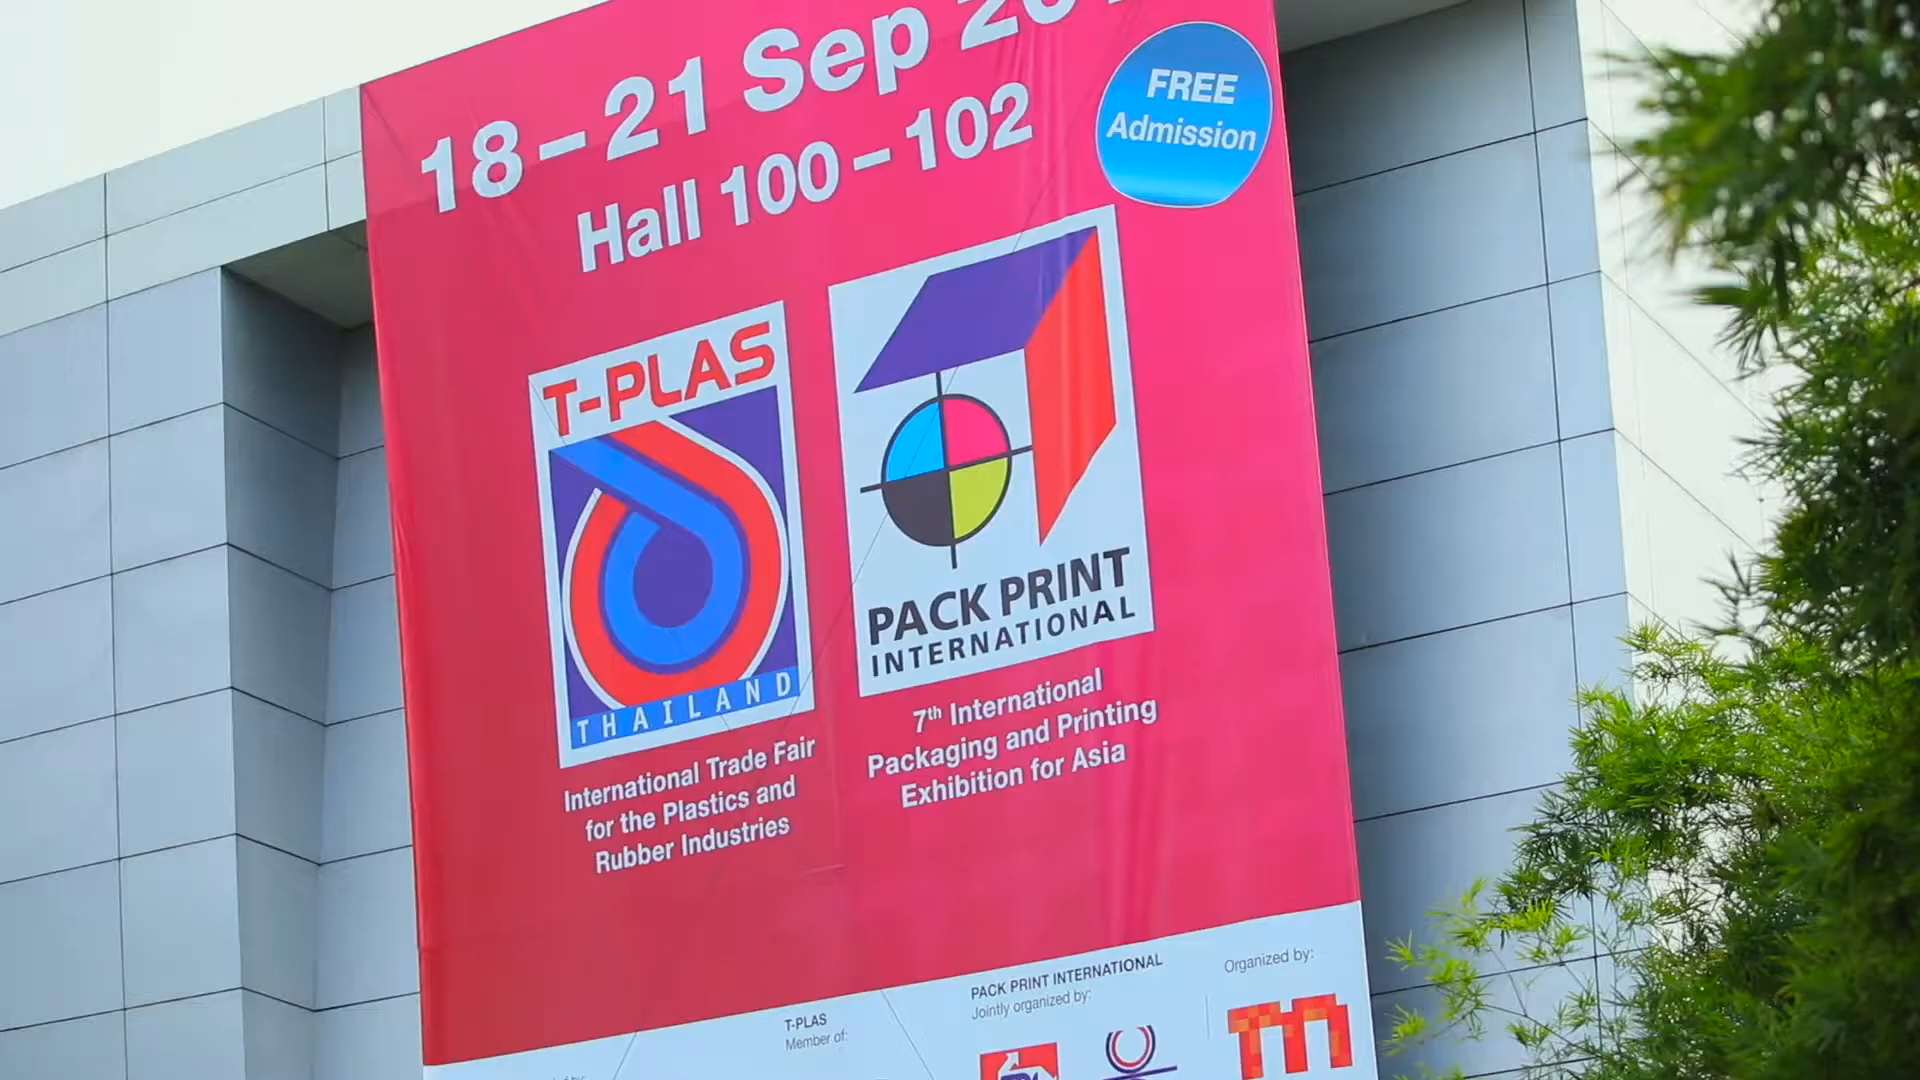 18 – 21 Sep
Hall 100 – 102
FREE
Admission
T-PLAS
THAILAND
International Trade Fair
for the Plastics and
Rubber Industries
PACK PRINT
INTERNATIONAL
7th International
Packaging and Printing
Exhibition for Asia
T-PLAS
Member of:
PACK PRINT INTERNATIONAL
Jointly organized by:
Organized by: